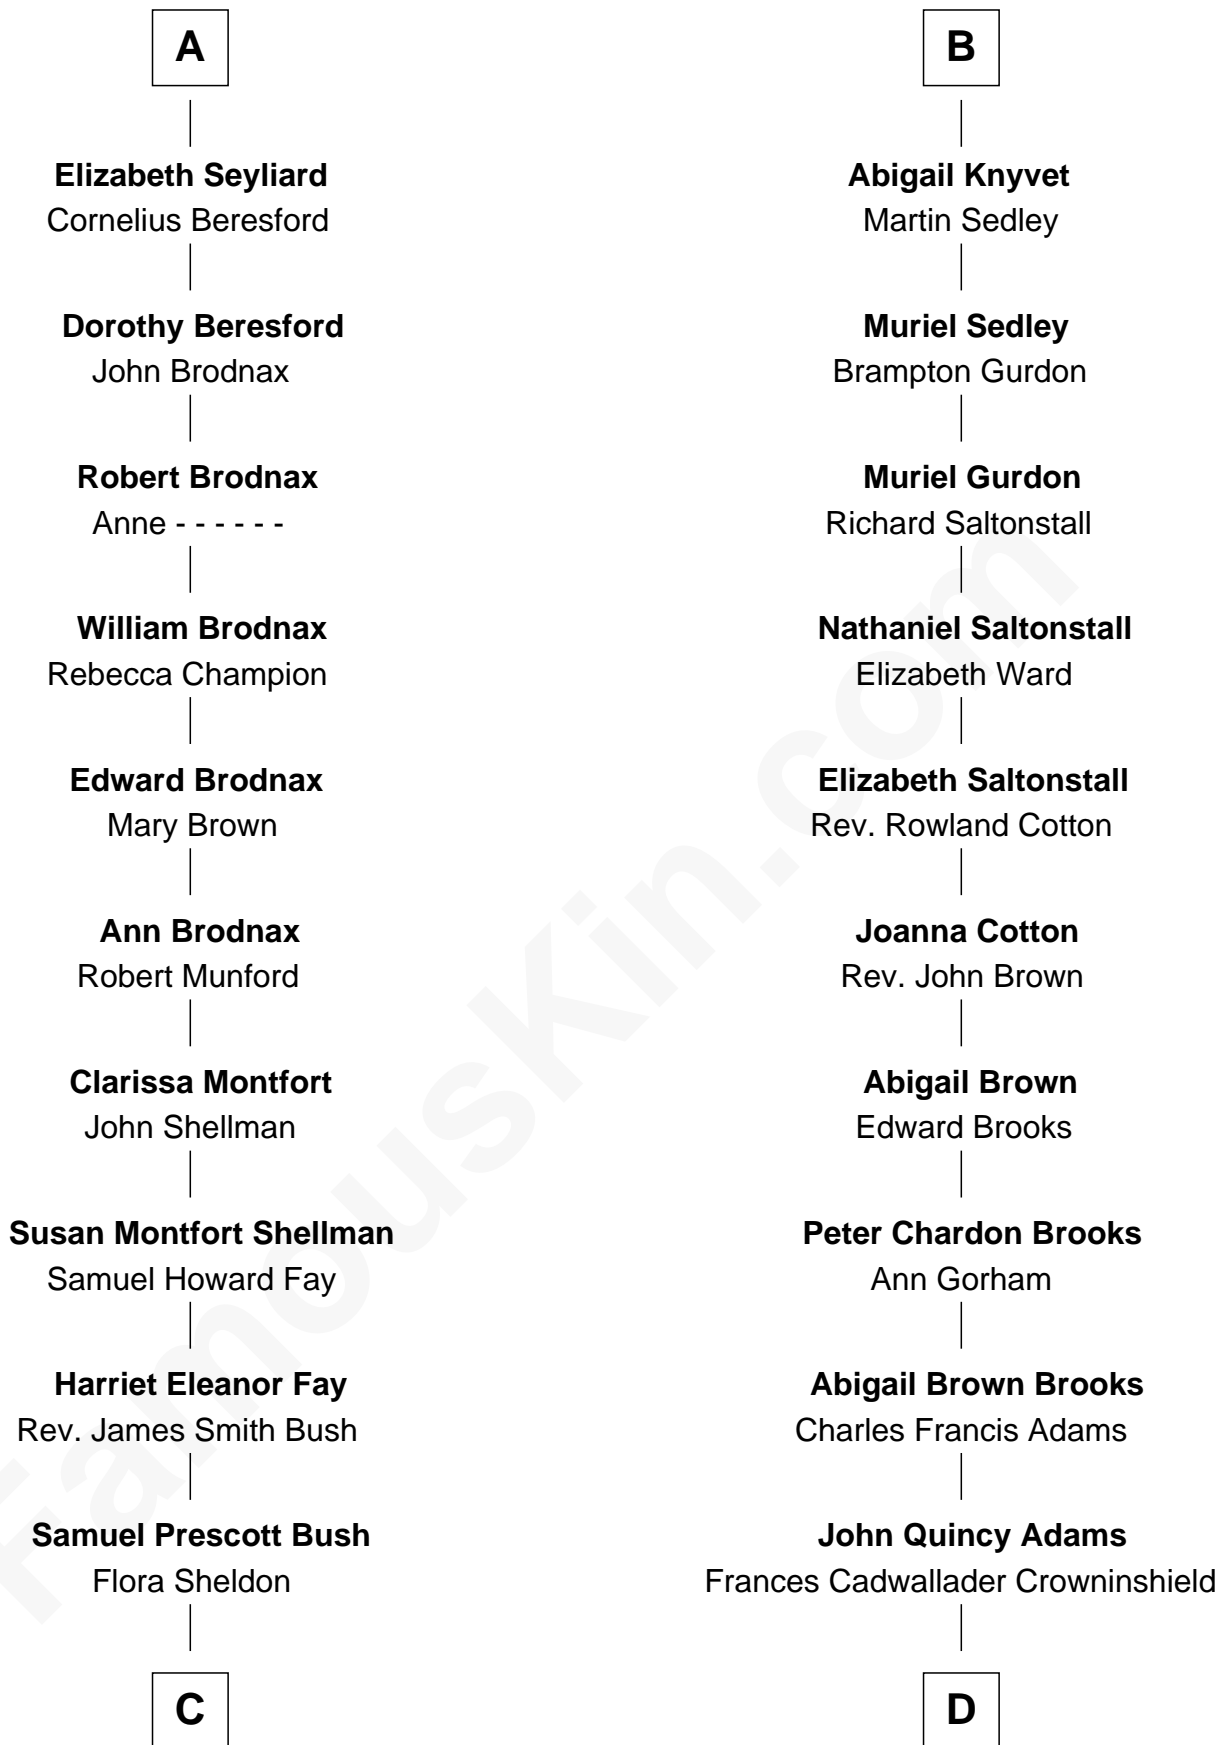 A
Elizabeth Seyliard
Cornelius Beresford
Dorothy Beresford
John Brodnax
Robert Brodnax
Anne - - - - - -
William Brodnax
Rebecca Champion
Edward Brodnax
Mary Brown
Ann Brodnax
Robert Munford
Clarissa Montfort
John Shellman
Susan Montfort Shellman
Samuel Howard Fay
Harriet Eleanor Fay
Rev. James Smith Bush
Samuel Prescott Bush
Flora Sheldon
C
B
Abigail Knyvet
Martin Sedley
Muriel Sedley
Brampton Gurdon
Muriel Gurdon
Richard Saltonstall
Nathaniel Saltonstall
Elizabeth Ward
Elizabeth Saltonstall
Rev. Rowland Cotton
Joanna Cotton
Rev. John Brown
Abigail Brown
Edward Brooks
Peter Chardon Brooks
Ann Gorham
Abigail Brown Brooks
Charles Francis Adams
John Quincy Adams
Frances Cadwallader Crowninshield
D
FamousKin.com